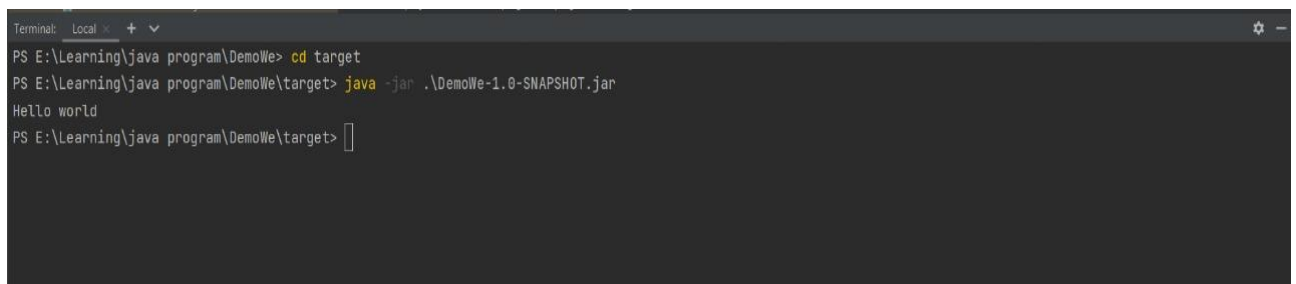 Terminal: Local × + ∨
PS E:\Learning\java program\DemoWe> cd target
PS E:\Learning\java program\DemoWe\target> java -jar .\DemoWe-1.0-SNAPSHOT.jar
Hello world
PS E:\Learning\java program\DemoWe\target>